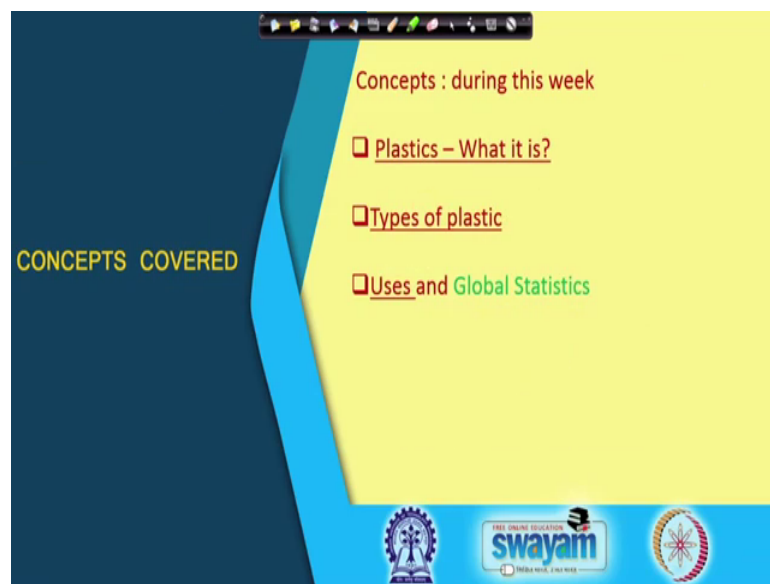 Concepts : during this week
Plastics – What it is?
Types of plastic
CONCEPTS COVERED
Uses and Global Statistics
FREE ONLINE EDUCATION
swayam